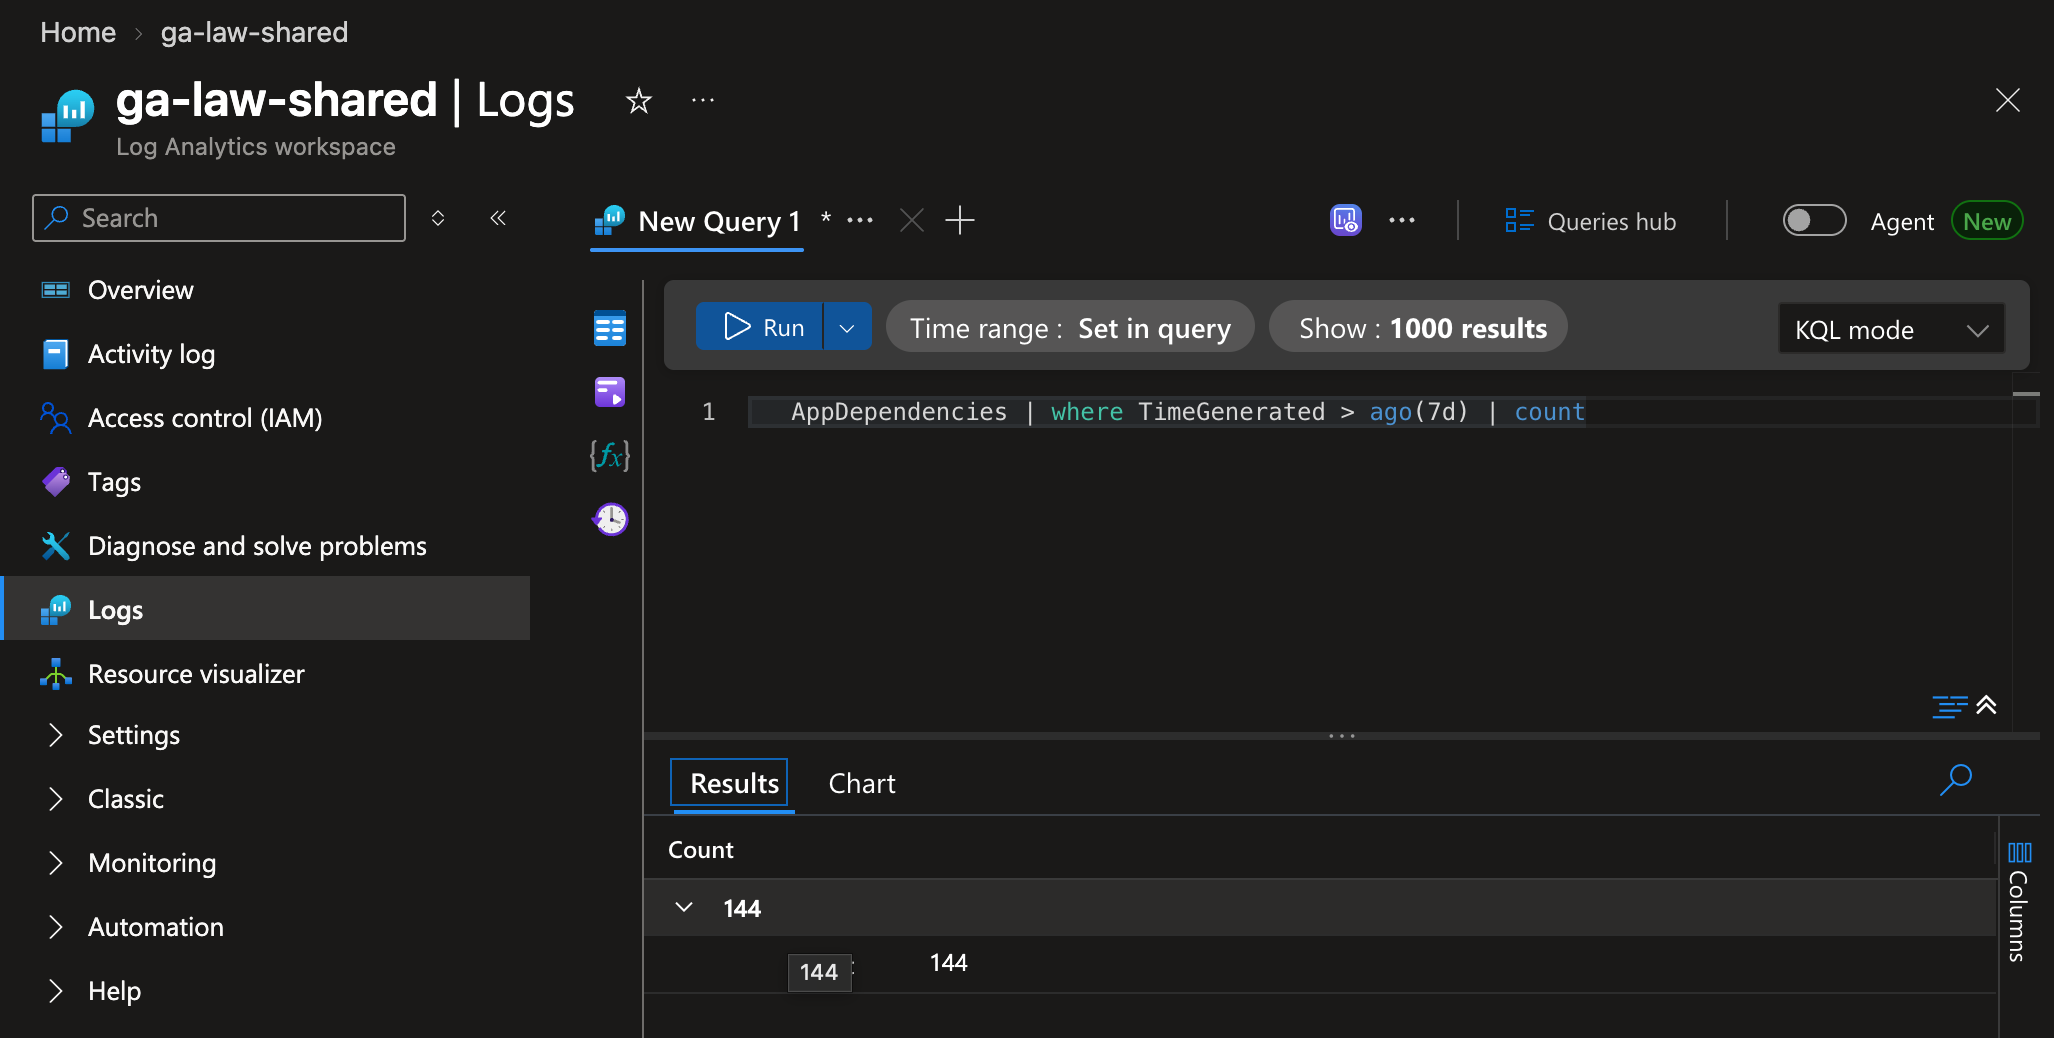 Home > ga-law-shared
ga-law-shared | Logs
Log Analytics workspace
Search
Overview
Activity log
Access control (IAM)
Tags
Diagnose and solve problems
Logs
Resource visualizer
Settings
Classic
Monitoring
Automation
Help
New Query 1 *
Queries hub
Agent New
Run
Time range : Set in query
Show : 1000 results
KQL mode
1 AppDependencies | where TimeGenerated > ago(7d) | count
Results Chart
Count
144
144
144
Columns